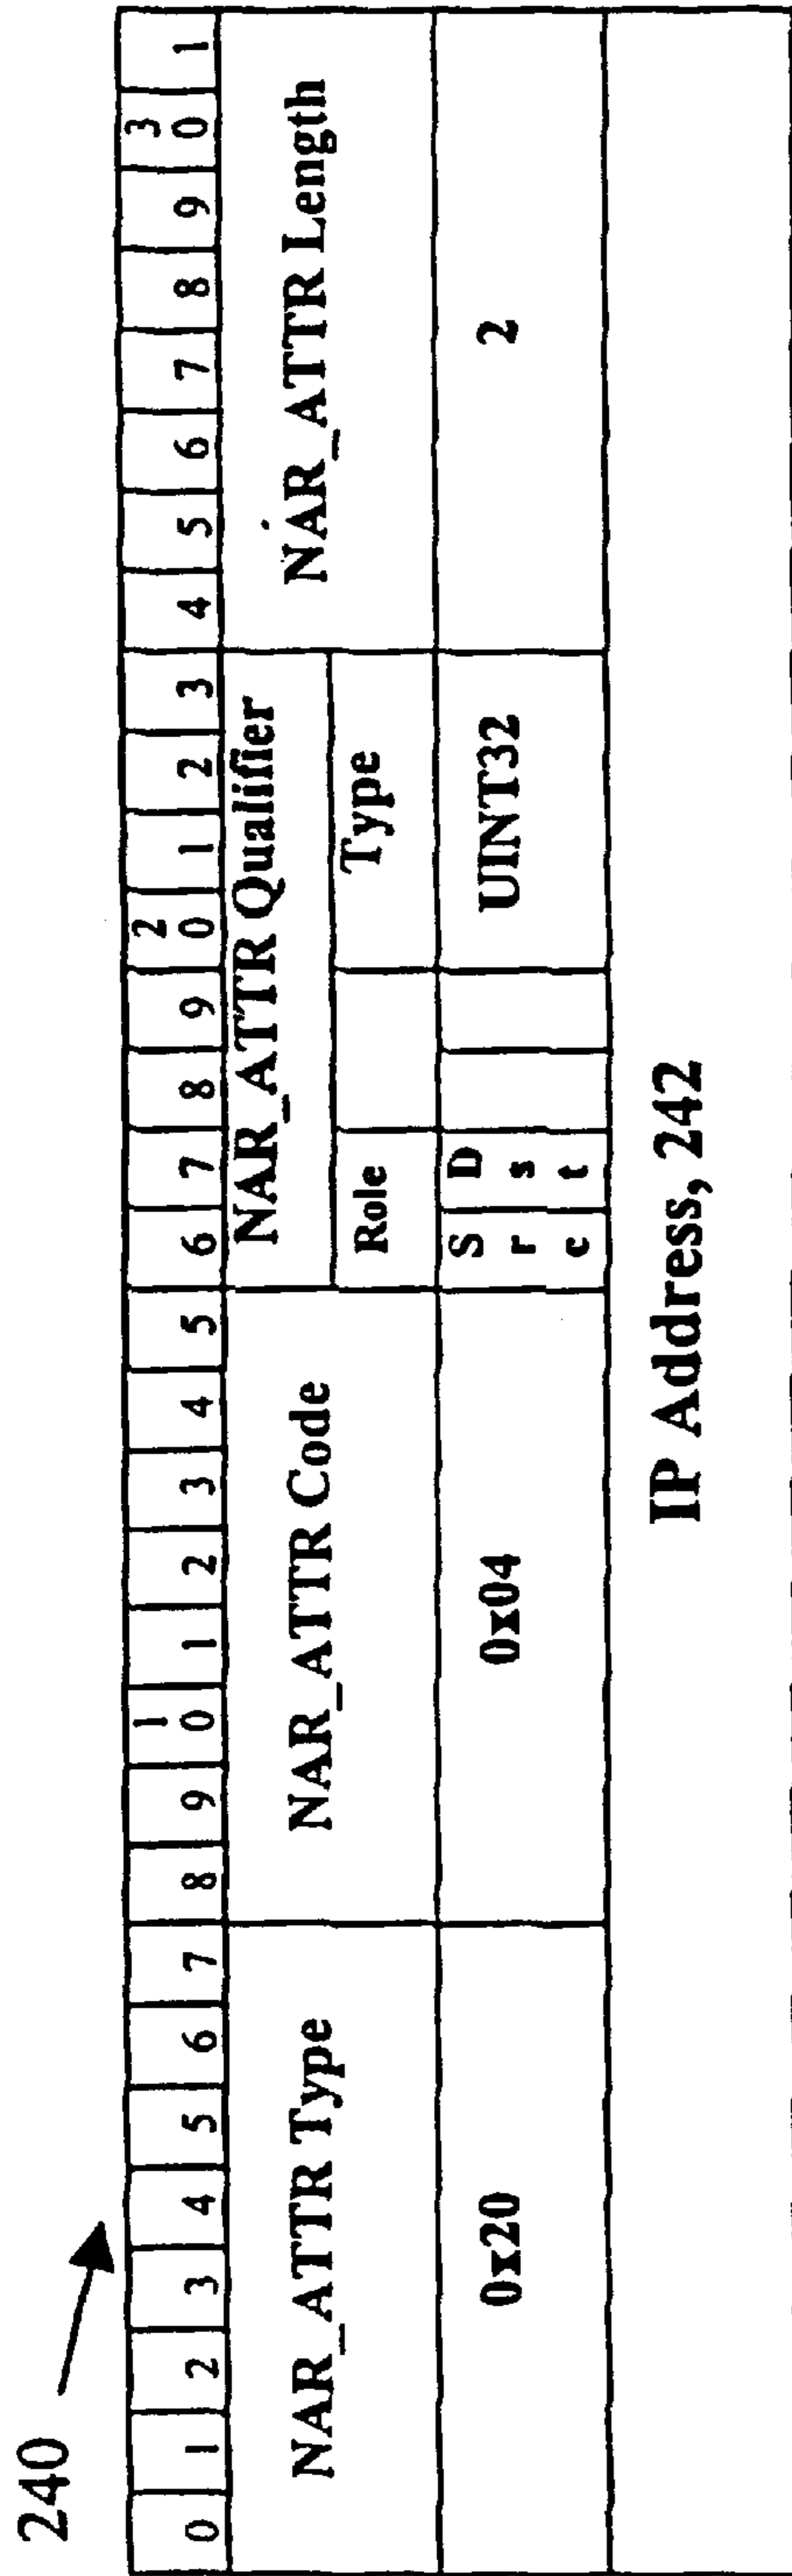 240
1 2 3
0 1 2 3 4 5 6 7 8 9 0 1 2 3 4 5 6 7 8 9 0 1 2 3 4 5 6 7 8 9 0 1
NAR_ATTR Type NAR_ATTR Code NAR_ATTR Qualifier NAR_ATTR Length
Role Type
0x20 0x04 Src Dst UINT32 2
IP Address, 242